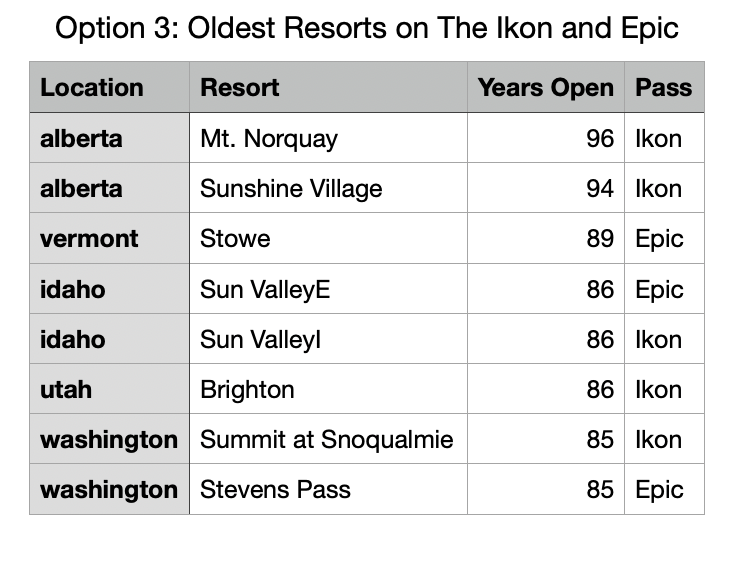 Option 3: Oldest Resorts on The Ikon and Epic
Location Resort Years Open Pass
alberta Mt. Norquay 96 Ikon
alberta Sunshine Village 94 Ikon
vermont Stowe 89 Epic
idaho Sun ValleyE 86 Epic
idaho Sun ValleyI 86 Ikon
utah Brighton 86 Ikon
washington Summit at Snoqualmie 85 Ikon
washington Stevens Pass 85 Epic